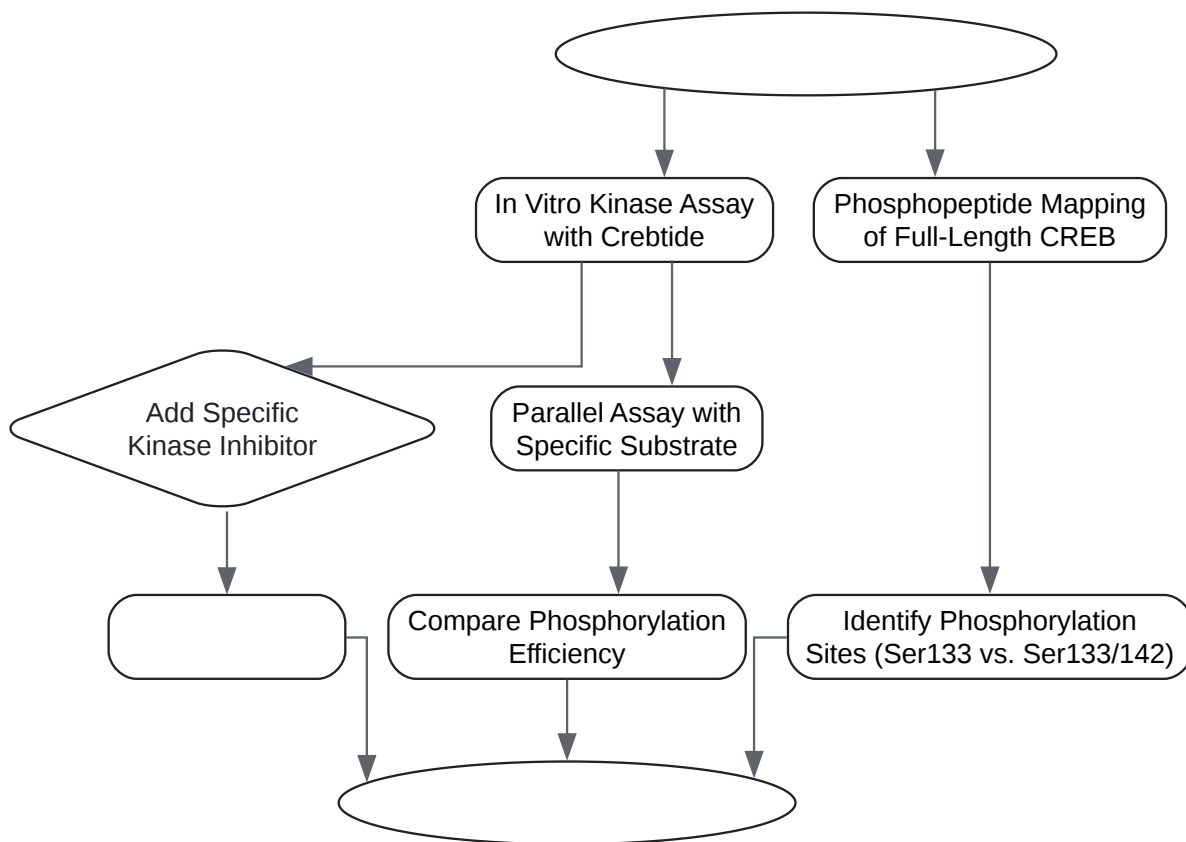 In Vitro Kinase Assay
with Crebtide
Phosphopeptide Mapping
of Full-Length CREB
Add Specific
Kinase Inhibitor
Parallel Assay with
Specific Substrate
Compare Phosphorylation
Efficiency
Identify Phosphorylation
Sites (Ser133 vs. Ser133/142)